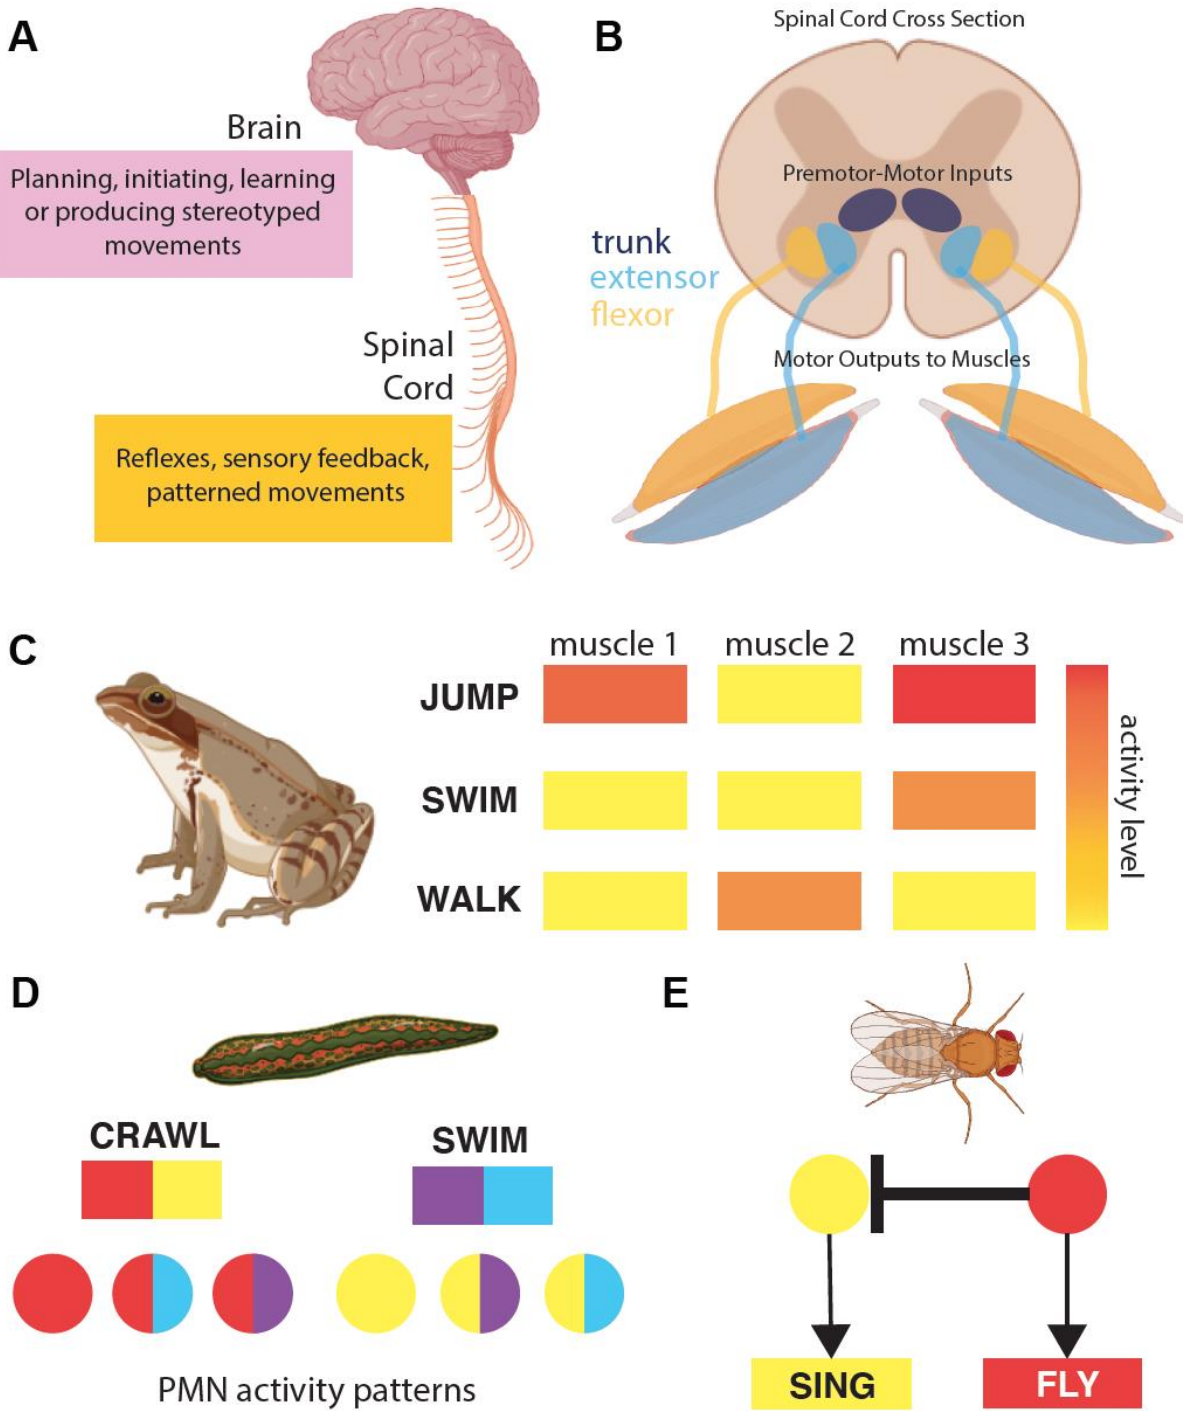 A
Brain
Planning, initiating, learning
or producing stereotyped
movements
Spinal
Cord
Reflexes, sensory feedback,
patterned movements
B
Spinal Cord Cross Section
Premotor-Motor Inputs
trunk
extensor
flexor
Motor Outputs to Muscles
C
muscle 1 muscle 2 muscle 3
JUMP
SWIM
WALK
activity level
D
CRAWL
SWIM
PMN activity patterns
E
SING
FLY